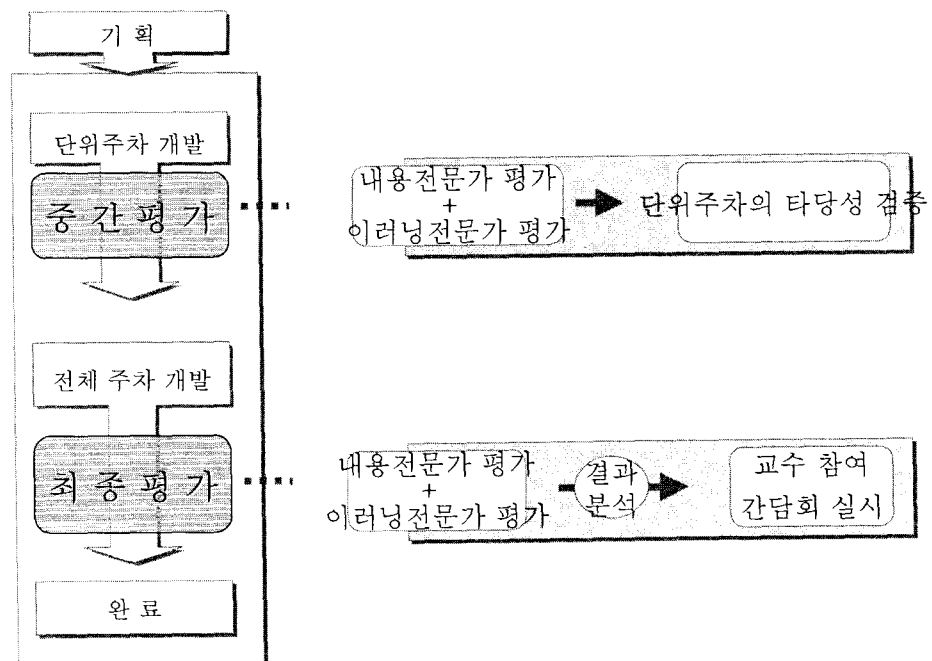 기 획
단위주차 개발
중 간 평 가
내용전문가 평가
+
이러닝전문가 평가
단위주차의 타당성 검증
전체 주차 개발
최 종 평 가
내용전문가 평가
+
이러닝전문가 평가
결과
분석
교수 참여
간담회 실시
완 료